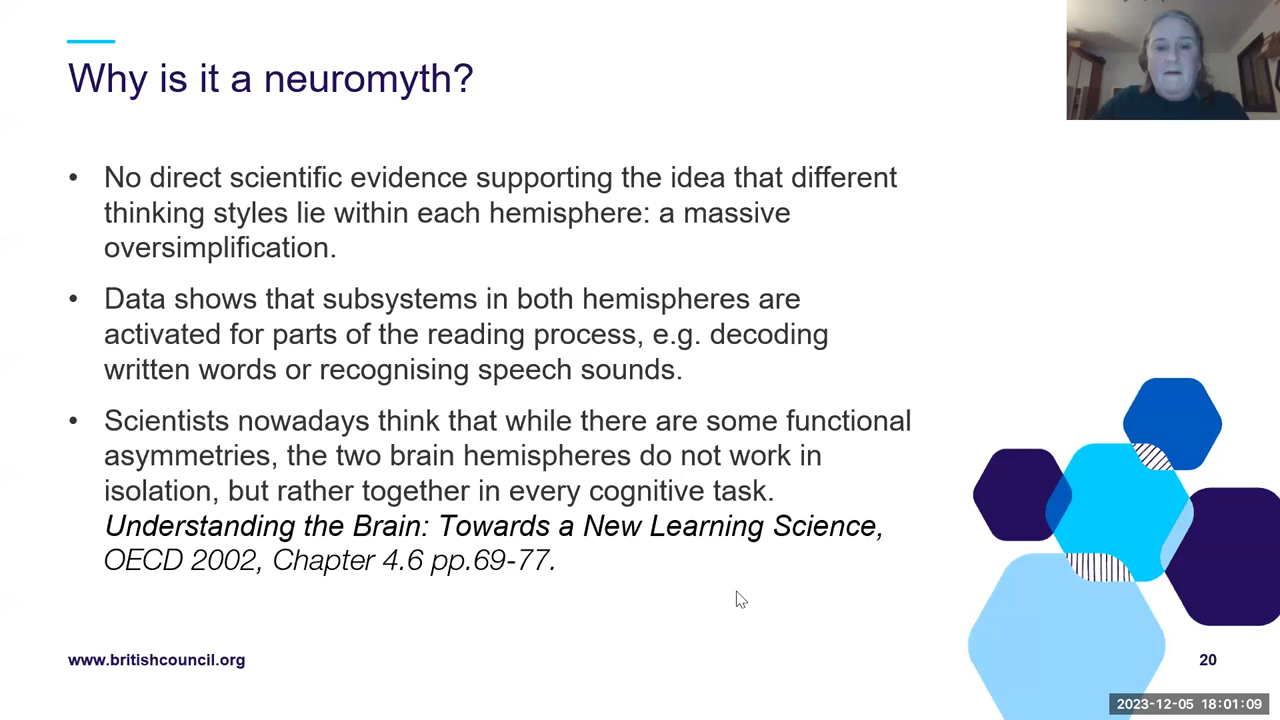 Why is it a neuromyth?
• No direct scientific evidence supporting the idea that different
thinking styles lie within each hemisphere: a massive
oversimplification.
• Data shows that subsystems in both hemispheres are
activated for parts of the reading process, e.g. decoding
written words or recognising speech sounds.
• Scientists nowadays think that while there are some functional
asymmetries, the two brain hemispheres do not work in
isolation, but rather together in every cognitive task.
Understanding the Brain: Towards a New Learning Science,
OECD 2002, Chapter 4.6 pp.69-77.
www.britishcouncil.org
20
2023-12-05 18:01:09